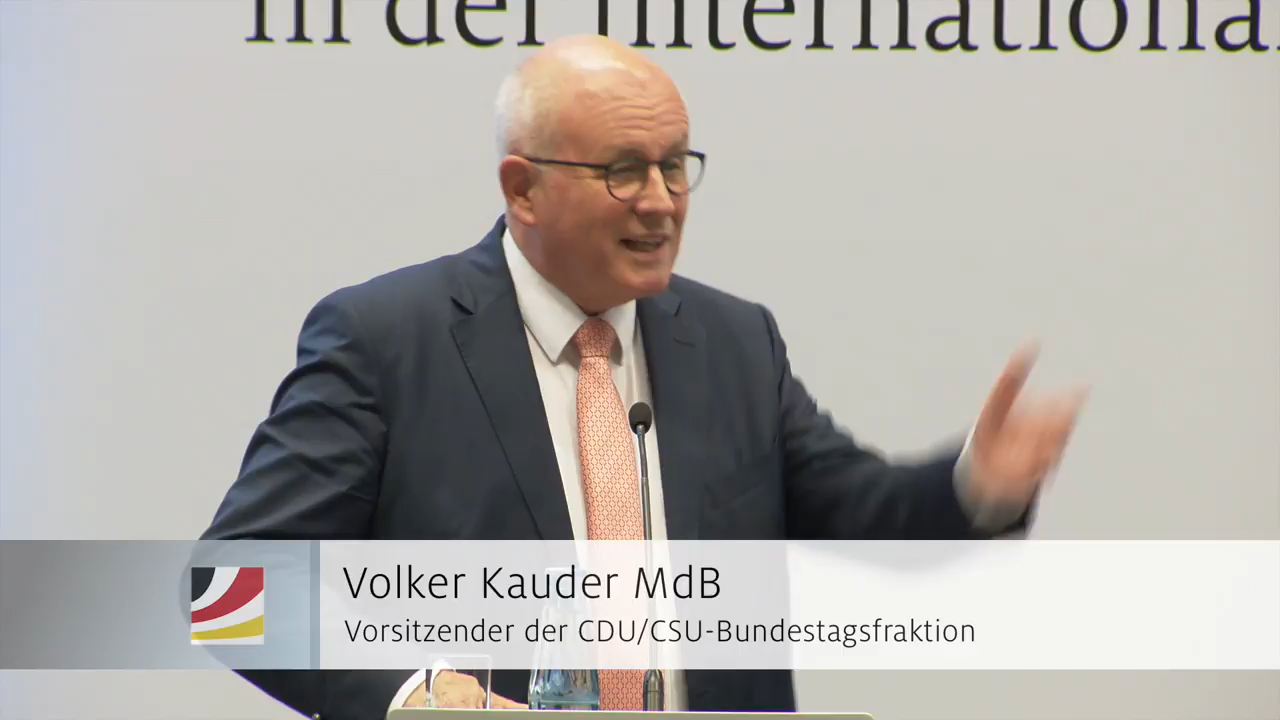 in der Internationa
Volker Kauder MdB
Vorsitzender der CDU/CSU-Bundestagsfraktion